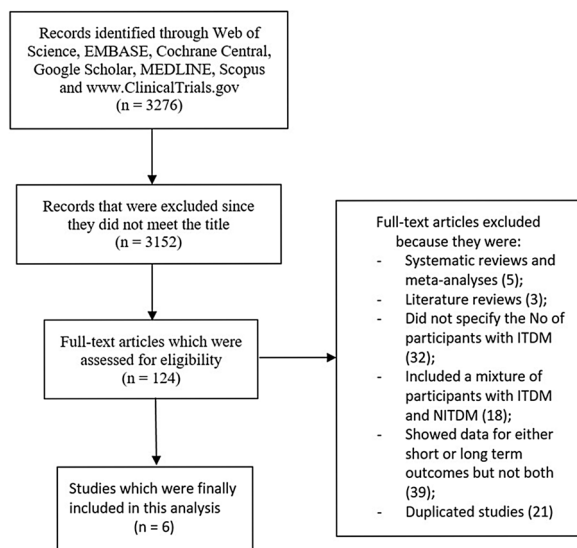 Records identified through Web of
Science, EMBASE, Cochrane Central,
Google Scholar, MEDLINE, Scopus
and www.ClinicalTrials.gov
(n = 3276)
Records that were excluded since
they did not meet the title
(n = 3152)
Full-text articles which were
assessed for eligibility
(n = 124)
Full-text articles excluded
because they were:
- Systematic reviews and
meta-analyses (5);
- Literature reviews (3);
- Did not specify the No of
participants with ITDM
(32);
- Included a mixture of
participants with ITDM
and NITDM (18);
- Showed data for either
short or long term
outcomes but not both
(39);
- Duplicated studies (21)
Studies which were finally
included in this analysis
(n = 6)